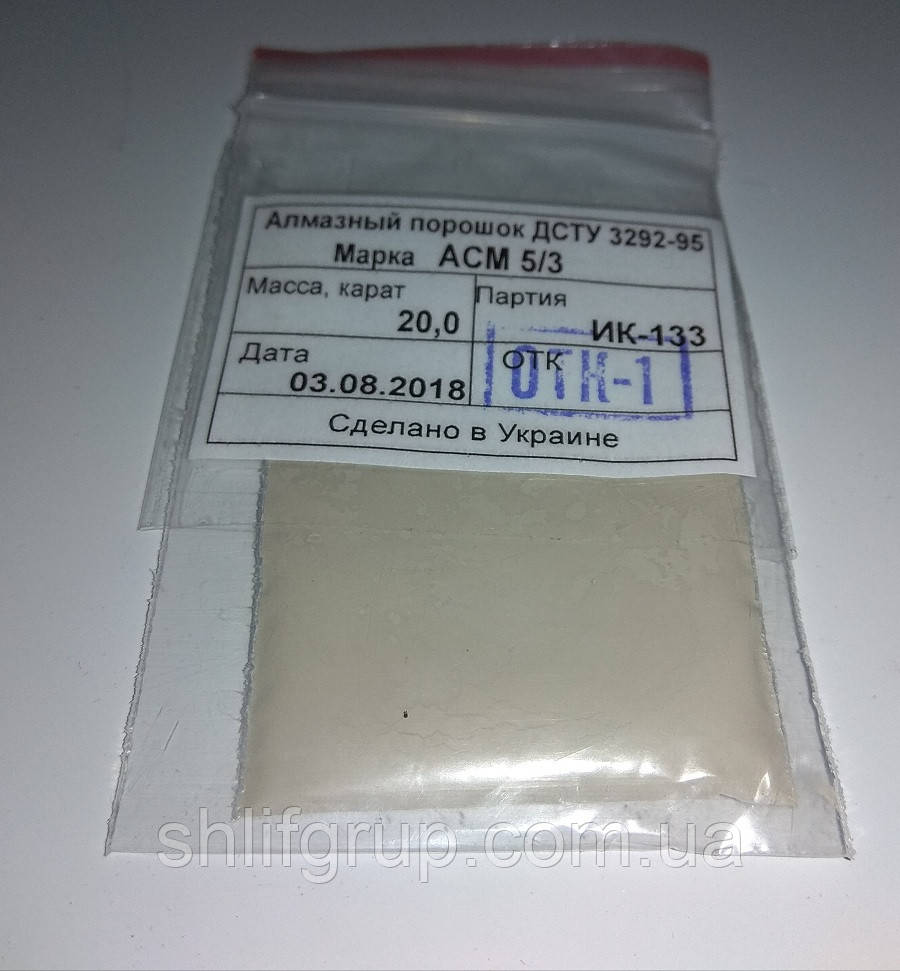 Алмазный порошок ДСТУ 3292-95
Марка АСМ 5/3
Масса, карат
20,0
Партия
ИК-133
Дата
03.08.2018
ОТК
ОТК-1
Сделано в Украине
shlifgrup.com.ua